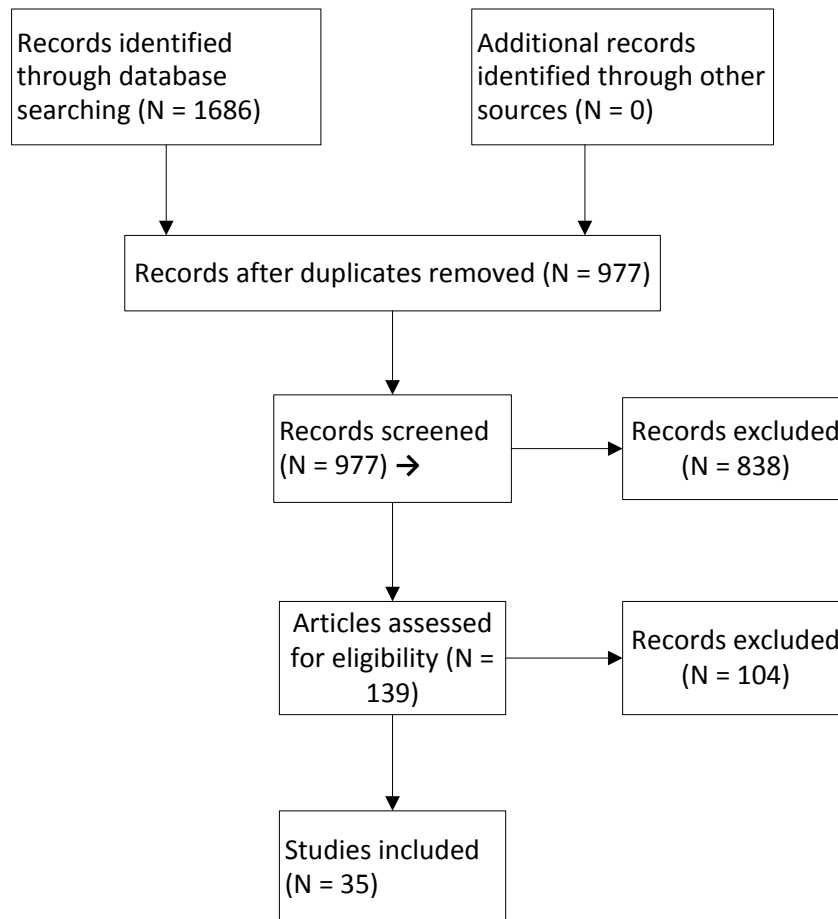 Records identified
through database
searching (N = 1686)
Additional records
identified through other
sources (N = 0)
Records after duplicates removed (N = 977)
Records screened
(N = 977) →
Records excluded
(N = 838)
Articles assessed
for eligibility (N =
139)
Records excluded
(N = 104)
Studies included
(N = 35)